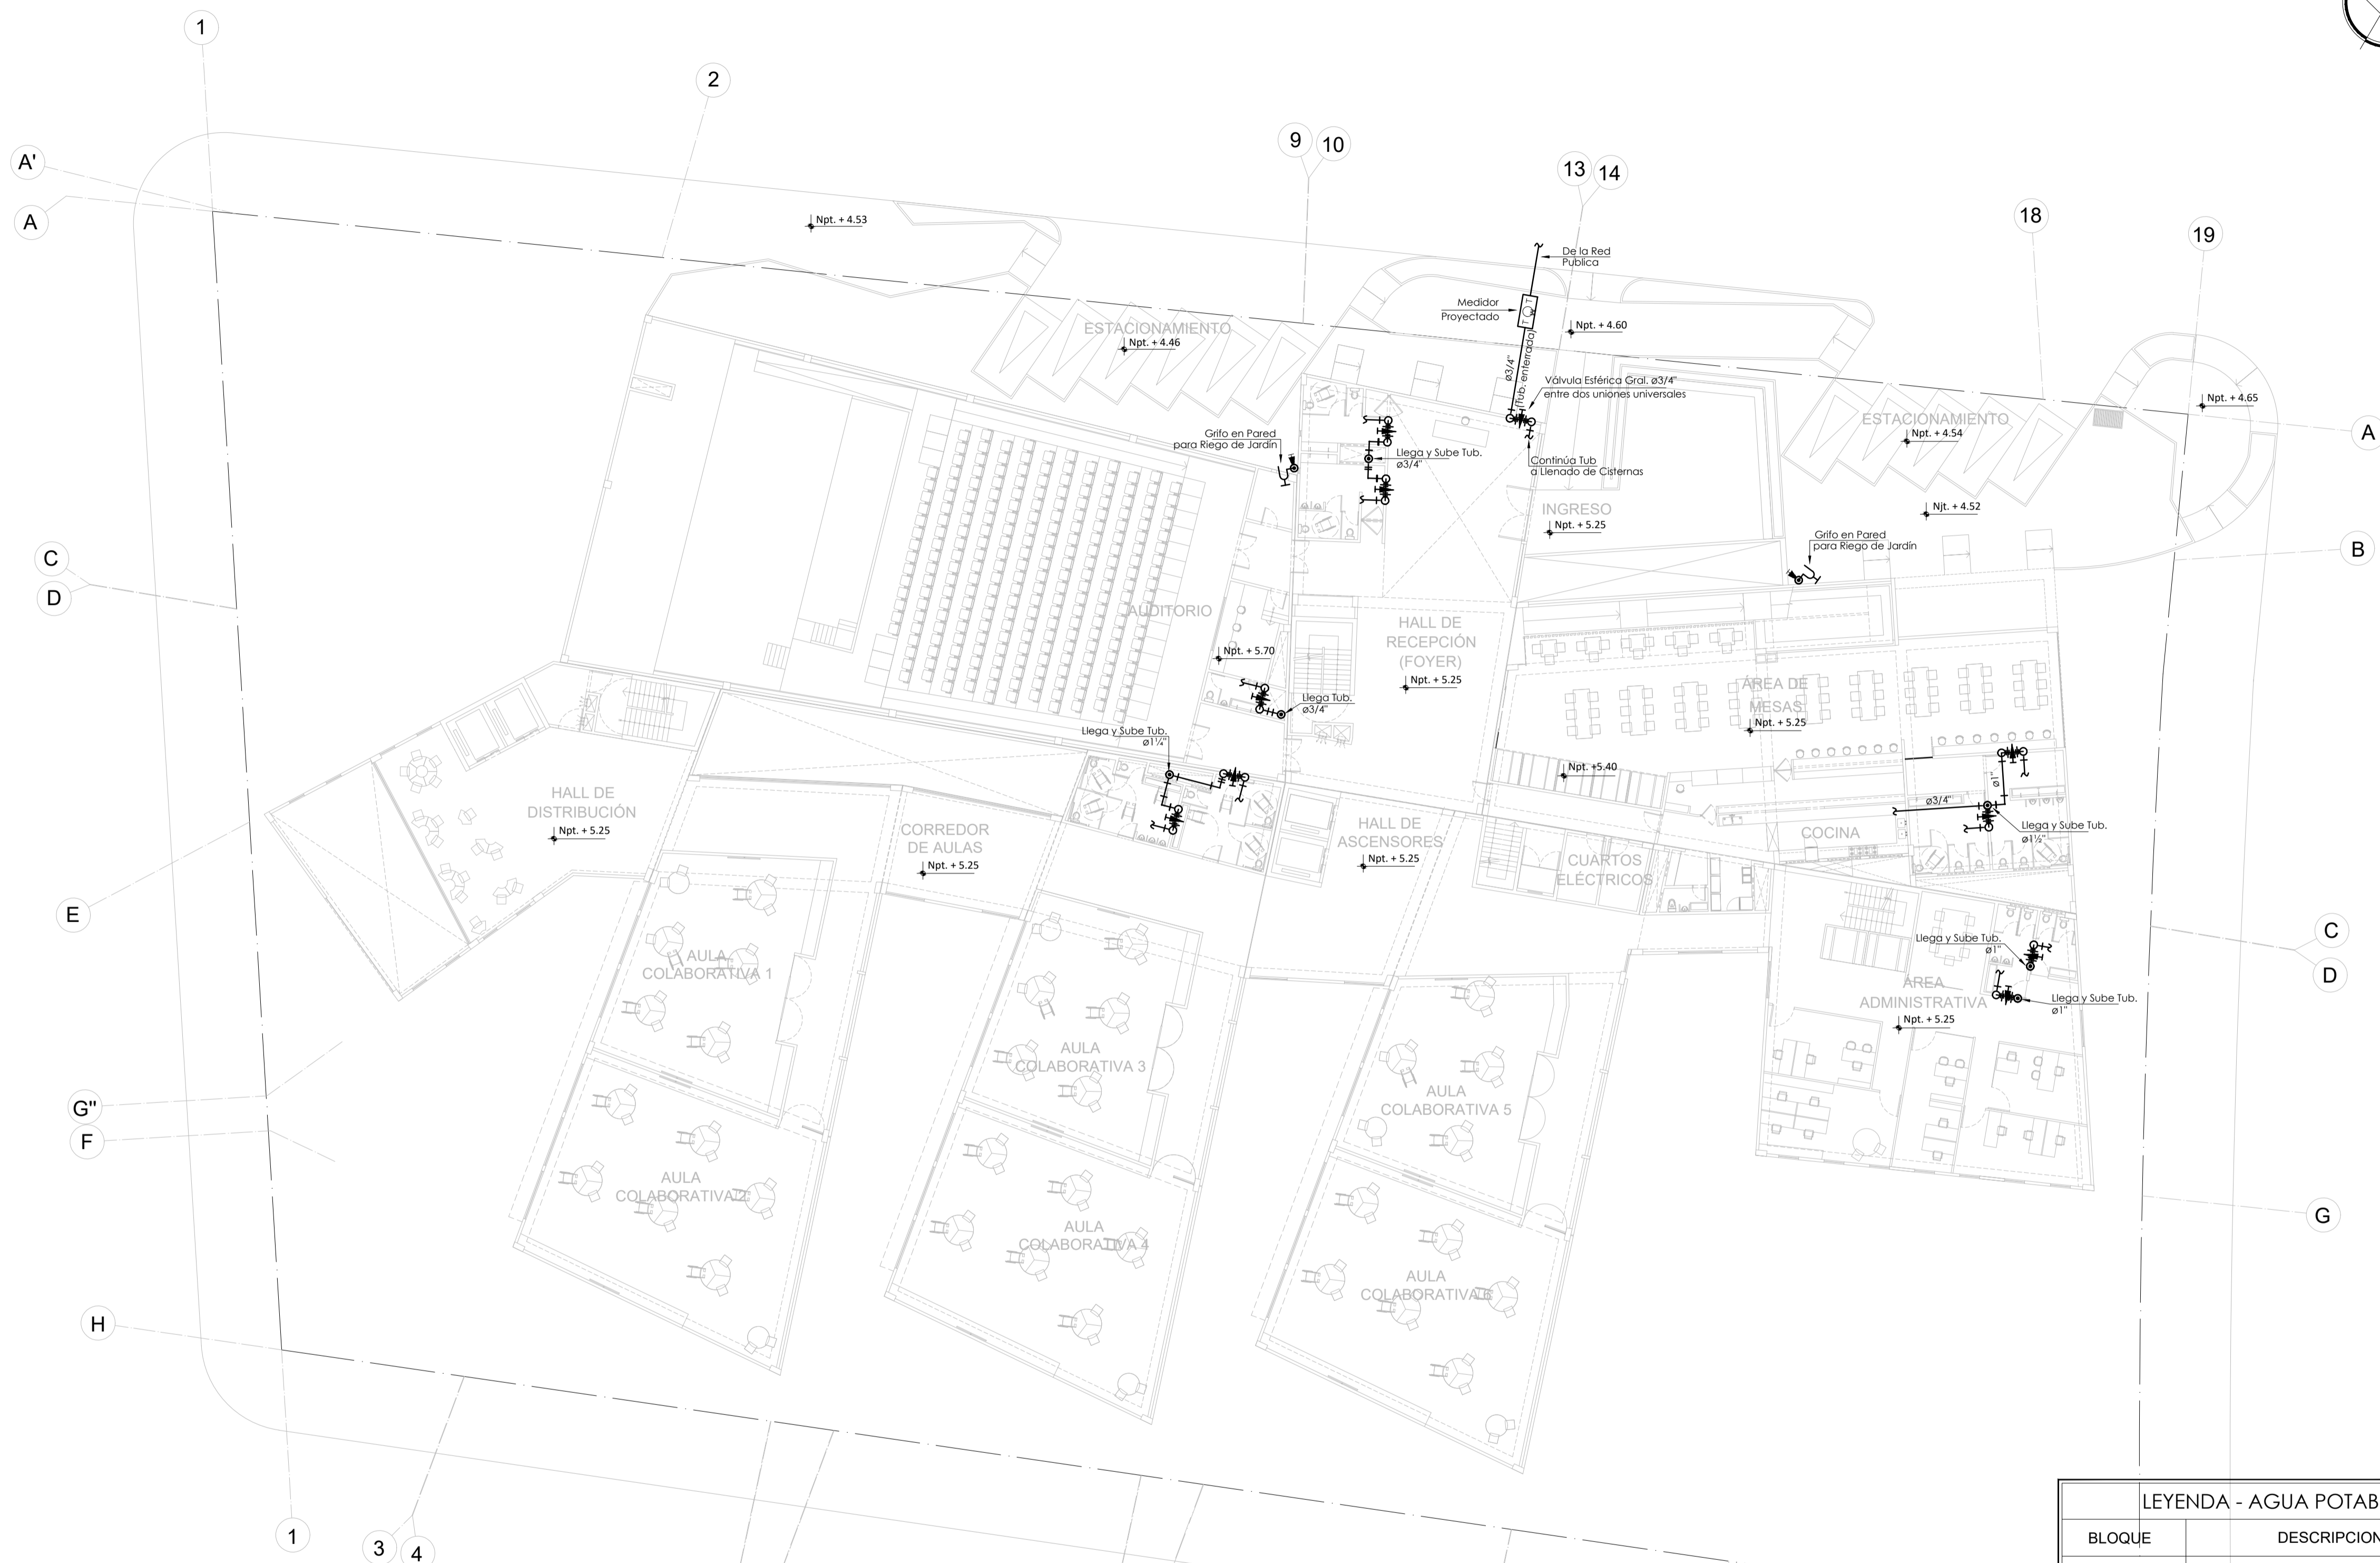 1
2
9
10
13
14
18
19
A'
A
Npt. + 4.53
De la Red
Publica
Medidor
Proyectado
T
T
ESTACIONAMIENTO
Npt. + 4.46
Npt. + 4.60
ø3/4"
(Tub. enterrada)
Válvula Esférica Gral. ø3/4"
entre dos uniones universales
Npt. + 4.65
A
ESTACIONAMIENTO
Npt. + 4.54
Grifo en Pared
para Riego de Jardín
Llega y Sube Tub.
ø3/4"
Continúa Tub
a Llenado de Cisternas
INGRESO
Npt. + 5.25
Njt. + 4.52
Grifo en Pared
para Riego de Jardín
B
C
D
AUDITORIO
HALL DE
RECEPCIÓN
(FOYER)
Npt. + 5.25
Npt. + 5.70
Llega Tub.
ø3/4"
ÁREA DE
MESAS
Npt. + 5.25
Llega y Sube Tub.
ø1¼"
Npt. +5.40
ø1"
ø3/4"
HALL DE
DISTRIBUCIÓN
Npt. + 5.25
CORREDOR
DE AULAS
Npt. + 5.25
HALL DE
ASCENSORES
Npt. + 5.25
COCINA
Llega y Sube Tub.
ø1½"
CUARTOS
ELÉCTRICOS
E
C
D
Llega y Sube Tub.
ø1"
AULA
COLABORATIVA 1
ÁREA
ADMINISTRATIVA
Npt. + 5.25
Llega y Sube Tub.
ø1"
AULA
COLABORATIVA 3
AULA
COLABORATIVA 5
G"
F
AULA
COLABORATIVA 2
G
AULA
COLABORATIVA 4
AULA
COLABORATIVA 6
H
1
3
4
LEYENDA - AGUA POTAB
BLOQUE
DESCRIPCION